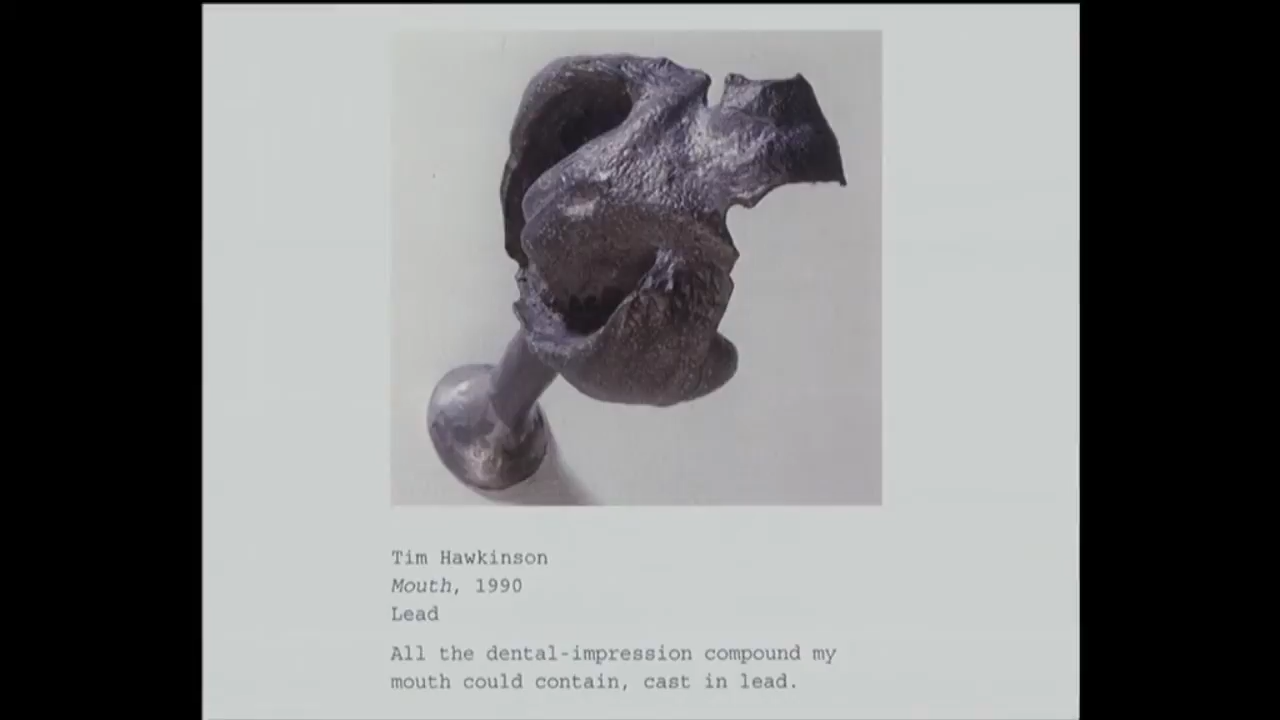 Tim Hawkinson
Mouth, 1990
Lead
All the dental-impression compound my
mouth could contain, cast in lead.